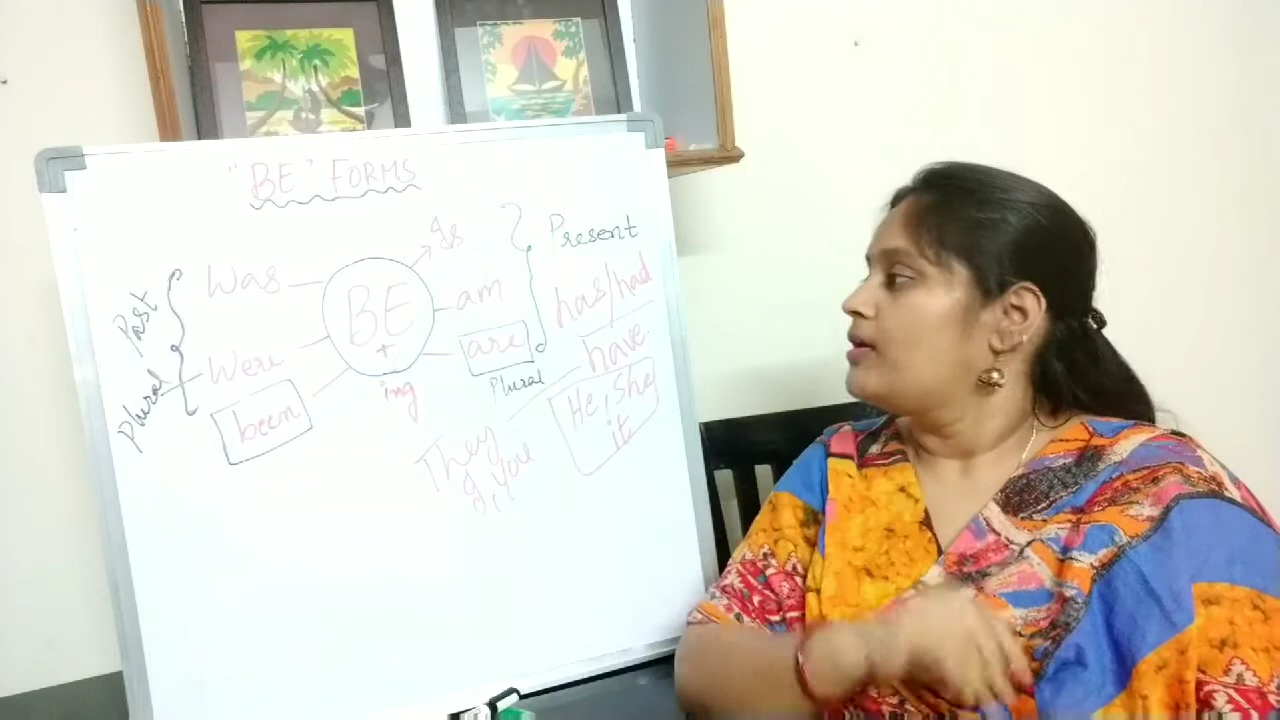 "BE" FORMS
Is
Present
Was
BE
am
has/had
Past
+
are
have
Were
ing
Plural
Plural
been
He, she
it
They
I, you